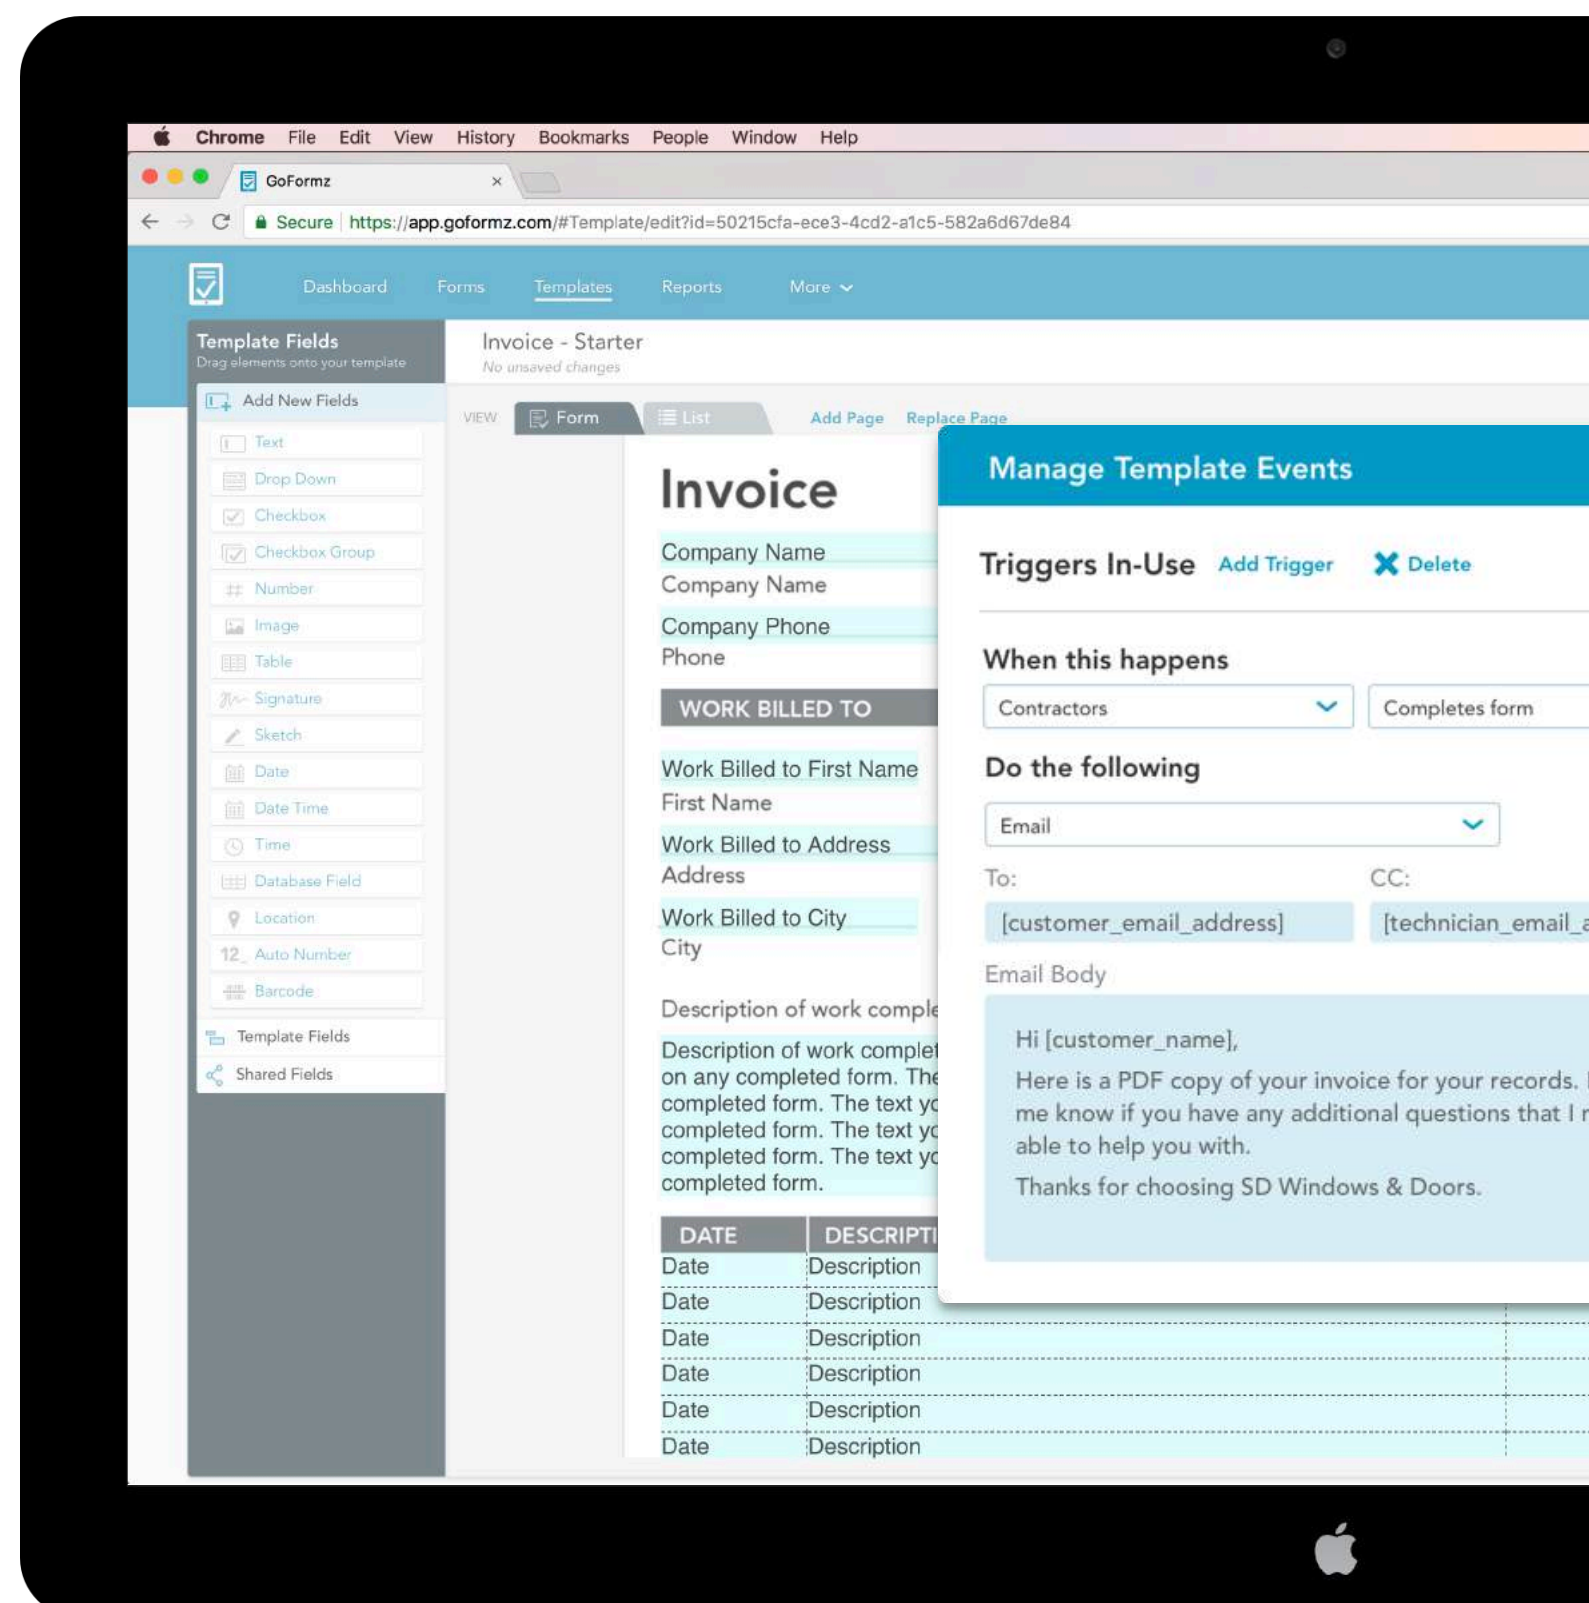 Chrome File Edit View History Bookmarks People Window Help
GoFormz
Secure https://app.goformz.com/#Template/edit?id=50215cfa-ece3-4cd2-a1c5-582a6d67de84
Dashboard Forms Templates Reports More
Template Fields
Drag elements onto your template
Invoice - Starter
No unsaved changes
Add New Fields
VIEW Form List Add Page Replace Page
Text
Drop Down
Checkbox
Checkbox Group
Number
Image
Table
Signature
Sketch
Date
Date Time
Time
Database Field
Location
12_ Auto Number
Barcode
Template Fields
Shared Fields
Invoice
Company Name
Company Name
Company Phone
Phone
WORK BILLED TO
Work Billed to First Name
First Name
Work Billed to Address
Address
Work Billed to City
City
Description of work comple
Description of work complet
on any completed form. The
completed form. The text yo
completed form. The text yo
completed form. The text yo
completed form.
DATE DESCRIPTI
Date Description
Date Description
Date Description
Date Description
Date Description
Date Description
Manage Template Events
Triggers In-Use Add Trigger Delete
When this happens
Contractors Completes form
Do the following
Email
To: CC:
[customer_email_address] [technician_email_a
Email Body
Hi [customer_name],
Here is a PDF copy of your invoice for your records.
me know if you have any additional questions that I
able to help you with.
Thanks for choosing SD Windows & Doors.